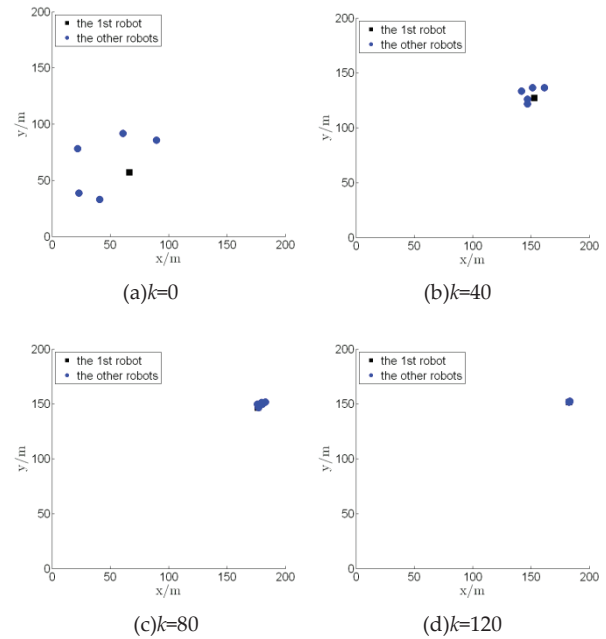 the 1st robot
the other robots
200
150
100
50
0
0 50 100 150 200
y/m
x/m
(a)k=0
the 1st robot
the other robots
200
150
100
50
0
0 50 100 150 200
y/m
x/m
(b)k=40
the 1st robot
the other robots
200
150
100
50
0
0 50 100 150 200
y/m
x/m
(c)k=80
the 1st robot
the other robots
200
150
100
50
0
0 50 100 150 200
y/m
x/m
(d)k=120